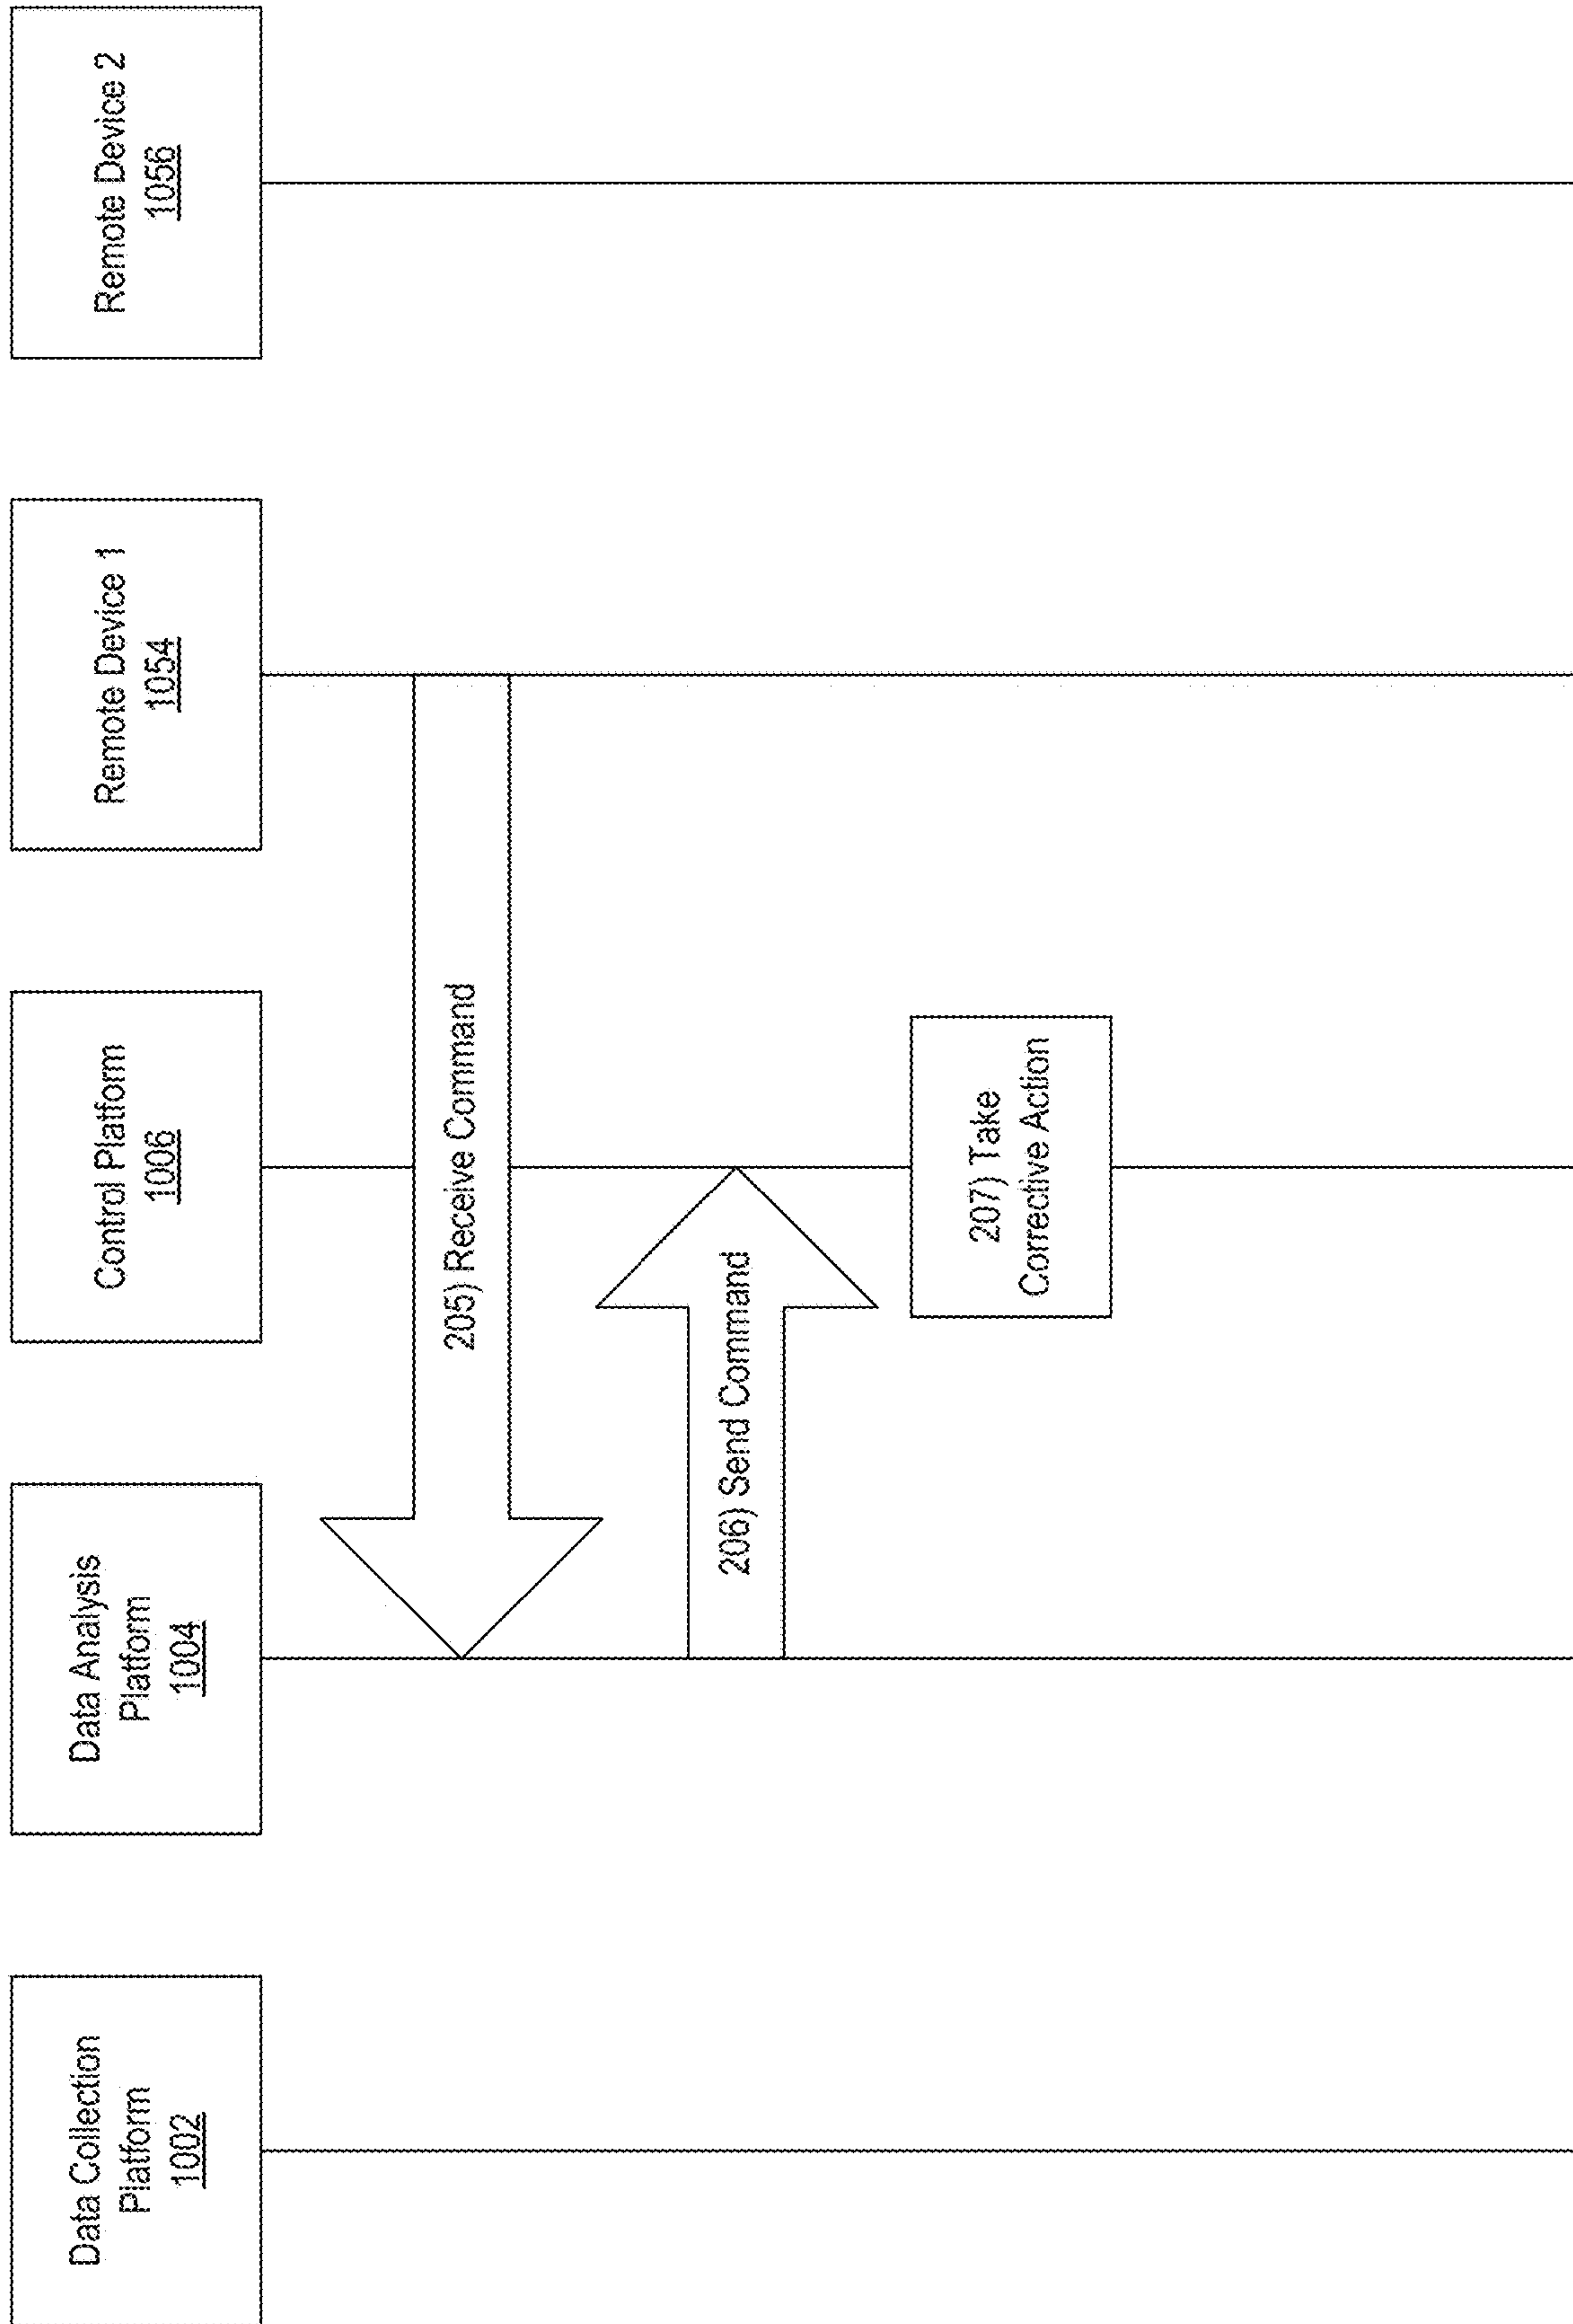 Data Collection
Platform
1002
Data Analysis
Platform
1004
Control Platform
1006
Remote Device 1
1054
Remote Device 2
1056
205) Receive Command
206) Send Command
207) Take
Corrective Action